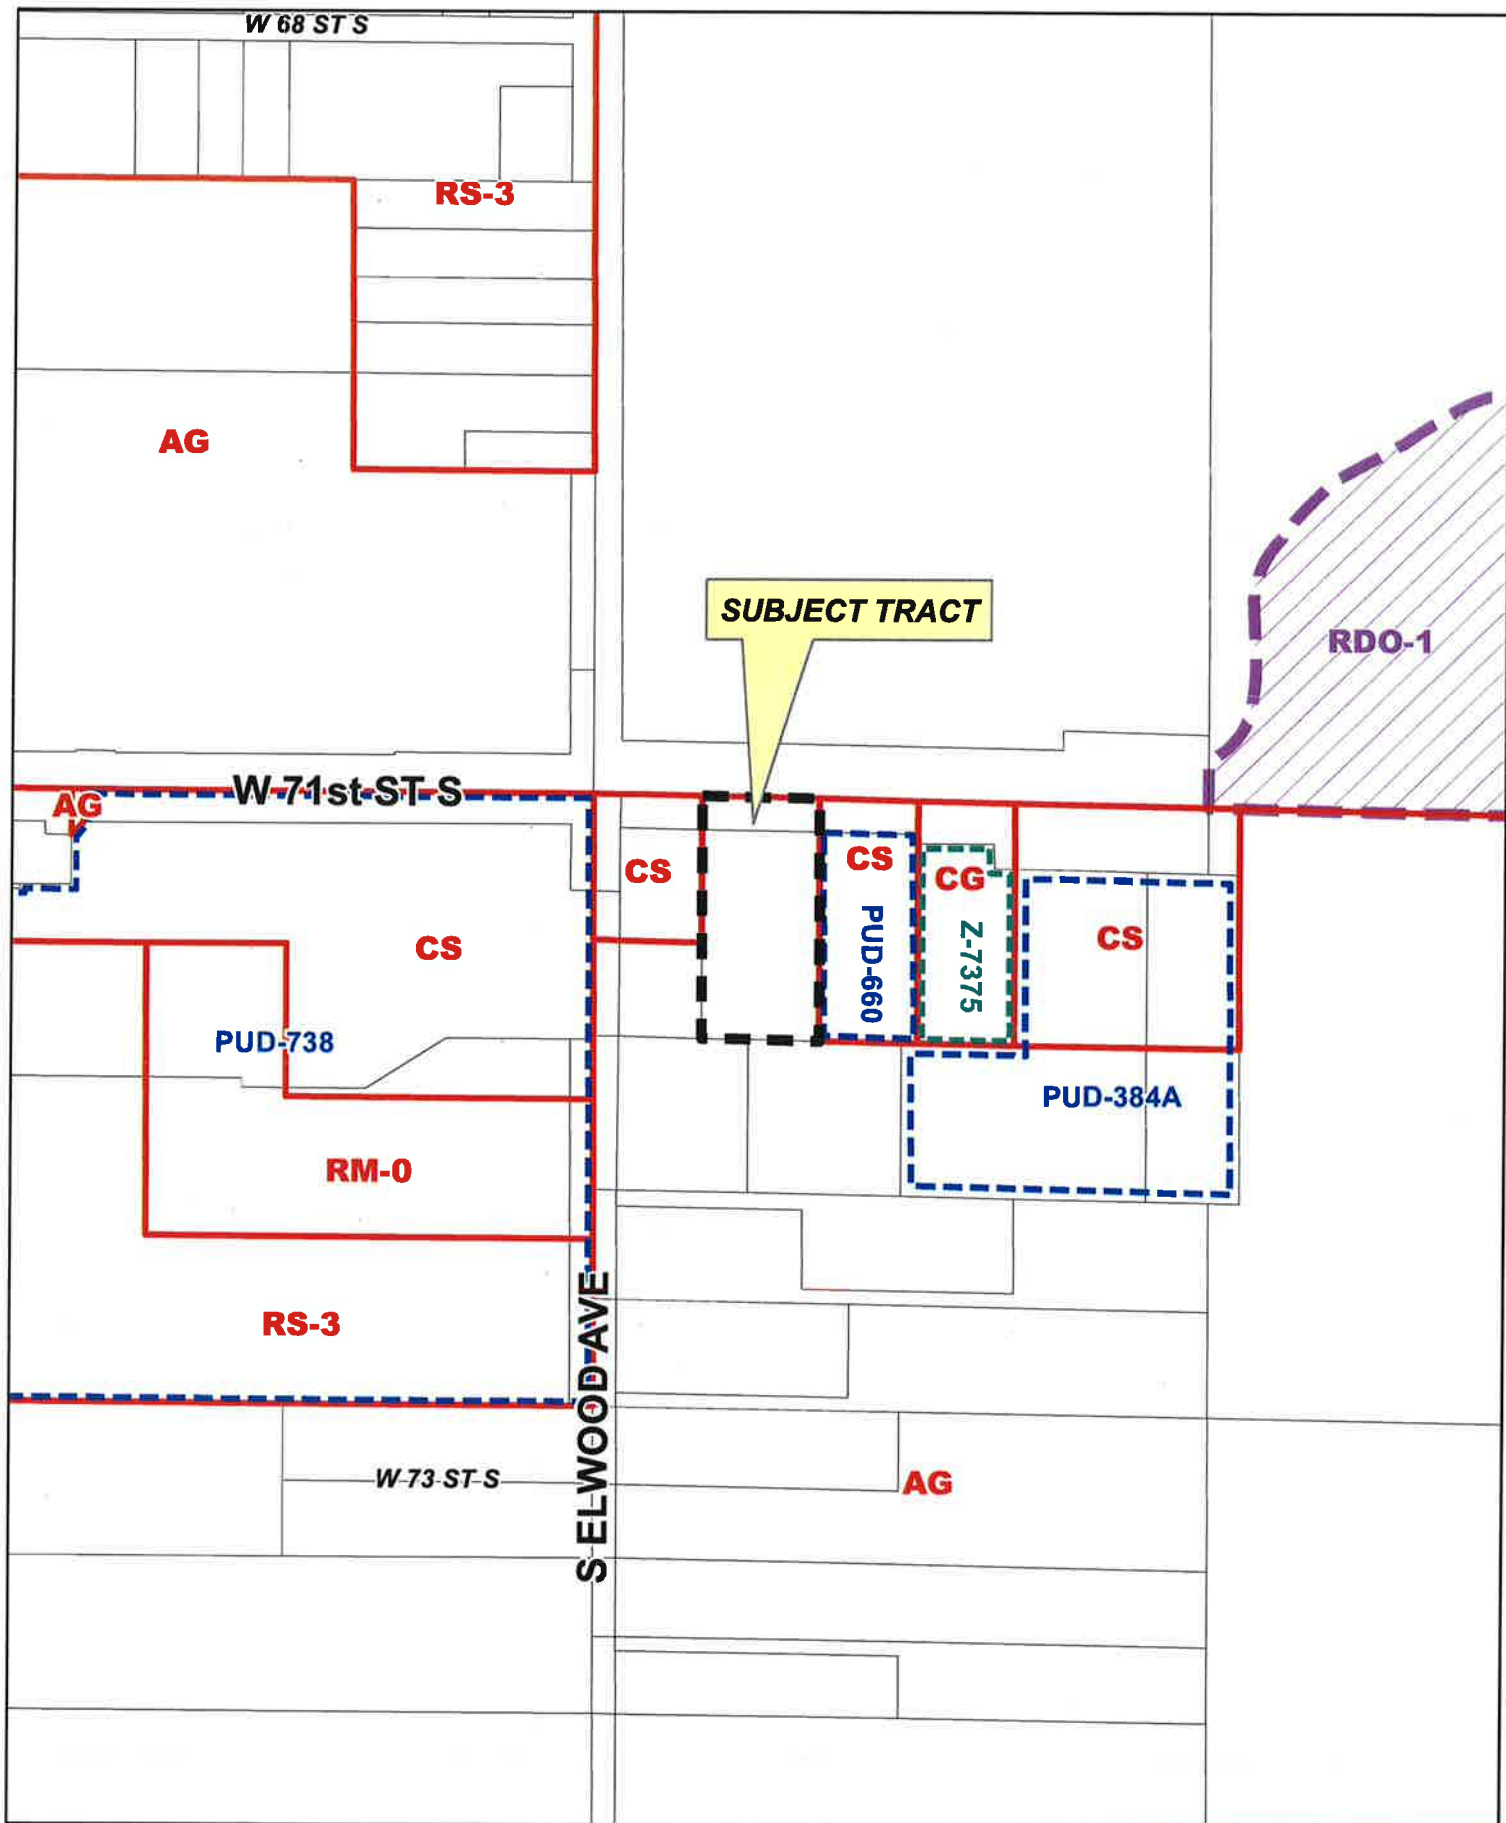 W 68 ST S
RS-3
AG
SUBJECT TRACT
RDO-1
W 71st ST S
AG
CS
CS
CG
CS
CS
PUD-660
Z-7375
PUD-738
PUD-384A
RM-0
RS-3
S ELWOOD AVE
W 73 ST S
AG